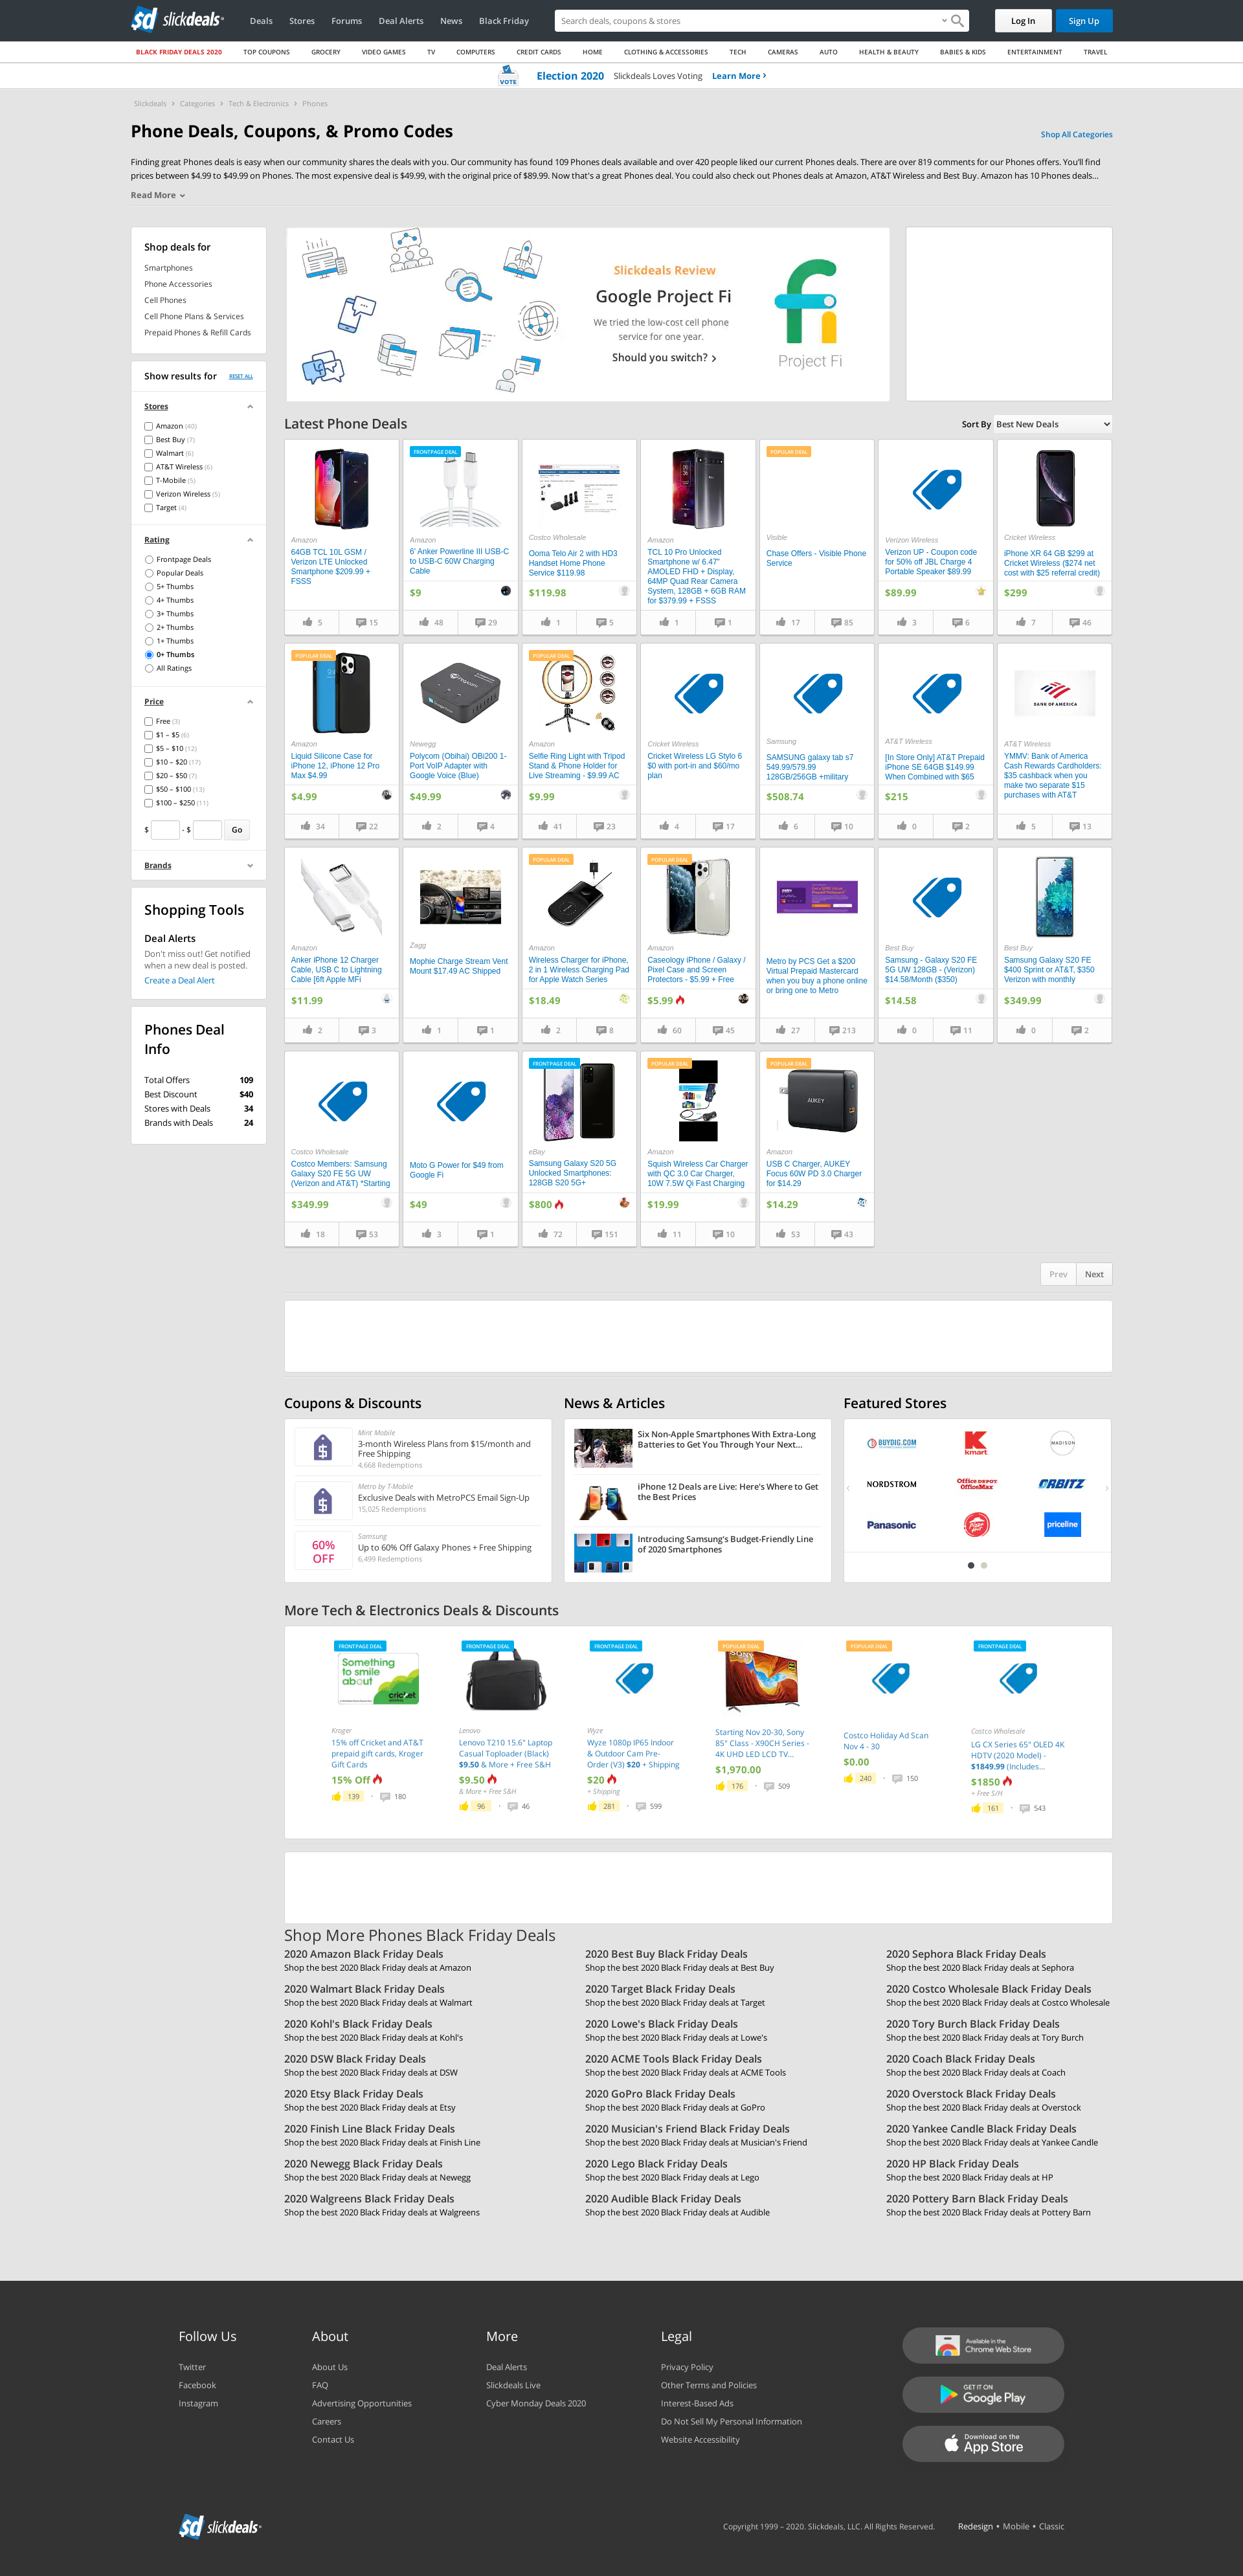 slickdeals
Deals
Stores
Forums
Deal Alerts
News
Black Friday
Search deals, coupons & stores
Log In
Sign Up
BLACK FRIDAY DEALS 2020
TOP COUPONS
GROCERY
VIDEO GAMES
TV
COMPUTERS
CREDIT CARDS
HOME
CLOTHING & ACCESSORIES
TECH
CAMERAS
AUTO
HEALTH & BEAUTY
BABIES & KIDS
ENTERTAINMENT
TRAVEL
VOTE
Election 2020
Slickdeals Loves Voting
Learn More ›
Slickdeals › Categories › Tech & Electronics › Phones
Phone Deals, Coupons, & Promo Codes
Shop All Categories
Finding great Phones deals is easy when our community shares the deals with you. Our community has found 109 Phones deals available and over 420 people liked our current Phones deals. There are over 819 comments for our Phones offers. You'll find
prices between $4.99 to $49.99 on Phones. The most expensive deal is $49.99, with the original price of $89.99. Now that's a great Phones deal. You could also check out Phones deals at Amazon, AT&T Wireless and Best Buy. Amazon has 10 Phones deals...
Read More
Shop deals for
Smartphones
Phone Accessories
Cell Phones
Cell Phone Plans & Services
Prepaid Phones & Refill Cards
Show results for
RESET ALL
Stores
Amazon (40)
Best Buy (7)
Walmart (6)
AT&T Wireless (6)
T-Mobile (5)
Verizon Wireless (5)
Target (4)
Rating
Frontpage Deals
Popular Deals
5+ Thumbs
4+ Thumbs
3+ Thumbs
2+ Thumbs
1+ Thumbs
0+ Thumbs
All Ratings
Price
Free (3)
$1 – $5 (6)
$5 – $10 (12)
$10 – $20 (17)
$20 – $50 (7)
$50 – $100 (13)
$100 – $250 (11)
$ - $ Go
Brands
Shopping Tools
Deal Alerts
Don't miss out! Get notified
when a new deal is posted.
Create a Deal Alert
Phones Deal
Info
Total Offers 109
Best Discount $40
Stores with Deals 34
Brands with Deals 24
Slickdeals Review
Google Project Fi
We tried the low-cost cell phone
service for one year.
Should you switch? ›
Project Fi
Latest Phone Deals
Sort By Best New Deals
Amazon
64GB TCL 10L GSM /
Verizon LTE Unlocked
Smartphone $209.99 +
FSSS
5
15
FRONTPAGE DEAL
Amazon
6' Anker Powerline III USB-C
to USB-C 60W Charging
Cable
$9
48
29
Costco Wholesale
Ooma Telo Air 2 with HD3
Handset Home Phone
Service $119.98
$119.98
1
5
Amazon
TCL 10 Pro Unlocked
Smartphone w/ 6.47"
AMOLED FHD + Display,
64MP Quad Rear Camera
System, 128GB + 6GB RAM
for $379.99 + FSSS
1
1
POPULAR DEAL
Visible
Chase Offers - Visible Phone
Service
17
85
Verizon Wireless
Verizon UP - Coupon code
for 50% off JBL Charge 4
Portable Speaker $89.99
$89.99
3
6
Cricket Wireless
iPhone XR 64 GB $299 at
Cricket Wireless ($274 net
cost with $25 referral credit)
$299
7
46
POPULAR DEAL
Amazon
Liquid Silicone Case for
iPhone 12, iPhone 12 Pro
Max $4.99
$4.99
34
22
Newegg
Polycom (Obihai) OBi200 1-
Port VoIP Adapter with
Google Voice (Blue)
$49.99
2
4
POPULAR DEAL
Amazon
Selfie Ring Light with Tripod
Stand & Phone Holder for
Live Streaming - $9.99 AC
$9.99
41
23
Cricket Wireless
Cricket Wireless LG Stylo 6
$0 with port-in and $60/mo
plan
4
17
Samsung
SAMSUNG galaxy tab s7
549.99/579.99
128GB/256GB +military
$508.74
6
10
AT&T Wireless
[In Store Only] AT&T Prepaid
iPhone SE 64GB $149.99
When Combined with $65
$215
0
2
BANK OF AMERICA
AT&T Wireless
YMMV: Bank of America
Cash Rewards Cardholders:
$35 cashback when you
make two separate $15
purchases with AT&T
5
13
Amazon
Anker iPhone 12 Charger
Cable, USB C to Lightning
Cable [6ft Apple MFi
$11.99
2
3
Zagg
Mophie Charge Stream Vent
Mount $17.49 AC Shipped
1
1
POPULAR DEAL
Amazon
Wireless Charger for iPhone,
2 in 1 Wireless Charging Pad
for Apple Watch Series
$18.49
2
8
POPULAR DEAL
Amazon
Caseology iPhone / Galaxy /
Pixel Case and Screen
Protectors - $5.99 + Free
$5.99
60
45
Metro by PCS Get a $200
Virtual Prepaid Mastercard
when you buy a phone online
or bring one to Metro
27
213
Best Buy
Samsung - Galaxy S20 FE
5G UW 128GB - (Verizon)
$14.58/Month ($350)
$14.58
0
11
Best Buy
Samsung Galaxy S20 FE
$400 Sprint or AT&T, $350
Verizon with monthly
$349.99
0
2
Costco Wholesale
Costco Members: Samsung
Galaxy S20 FE 5G UW
(Verizon and AT&T) *Starting
$349.99
18
53
Moto G Power for $49 from
Google Fi
$49
3
1
FRONTPAGE DEAL
eBay
Samsung Galaxy S20 5G
Unlocked Smartphones:
128GB S20 5G+
$800
72
151
POPULAR DEAL
Amazon
Squish Wireless Car Charger
with QC 3.0 Car Charger,
10W 7.5W Qi Fast Charging
$19.99
11
10
POPULAR DEAL
AUKEY
Amazon
USB C Charger, AUKEY
Focus 60W PD 3.0 Charger
for $14.29
$14.29
53
43
Prev
Next
Coupons & Discounts
Mint Mobile
3-month Wireless Plans from $15/month and
Free Shipping
4,668 Redemptions
Metro by T-Mobile
Exclusive Deals with MetroPCS Email Sign-Up
15,025 Redemptions
60%
OFF
Samsung
Up to 60% Off Galaxy Phones + Free Shipping
6,499 Redemptions
News & Articles
Six Non-Apple Smartphones With Extra-Long
Batteries to Get You Through Your Next...
iPhone 12 Deals are Live: Here's Where to Get
the Best Prices
Introducing Samsung's Budget-Friendly Line
of 2020 Smartphones
Featured Stores
BUYDIG.COM
kmart
MADISON
NORDSTROM
Office DEPOT
OfficeMax
ORBITZ
Panasonic
Pizza Hut
priceline
More Tech & Electronics Deals & Discounts
FRONTPAGE DEAL
Something
to smile
about
cricket
Kroger
15% off Cricket and AT&T
prepaid gift cards, Kroger
Gift Cards
15% Off
139
180
FRONTPAGE DEAL
Lenovo
Lenovo T210 15.6" Laptop
Casual Toploader (Black)
$9.50 & More + Free S&H
$9.50
& More + Free S&H
96
46
FRONTPAGE DEAL
Wyze
Wyze 1080p IP65 Indoor
& Outdoor Cam Pre-
Order (V3) $20 + Shipping
$20
+ Shipping
281
599
POPULAR DEAL
SONY
Starting Nov 20-30, Sony
85" Class - X90CH Series -
4K UHD LED LCD TV...
$1,970.00
176
509
POPULAR DEAL
Costco Holiday Ad Scan
Nov 4 - 30
$0.00
240
150
FRONTPAGE DEAL
Costco Wholesale
LG CX Series 65" OLED 4K
HDTV (2020 Model) -
$1849.99 (Includes...
$1850
+ Free S/H
161
543
Shop More Phones Black Friday Deals
2020 Amazon Black Friday Deals
Shop the best 2020 Black Friday deals at Amazon
2020 Best Buy Black Friday Deals
Shop the best 2020 Black Friday deals at Best Buy
2020 Sephora Black Friday Deals
Shop the best 2020 Black Friday deals at Sephora
2020 Walmart Black Friday Deals
Shop the best 2020 Black Friday deals at Walmart
2020 Target Black Friday Deals
Shop the best 2020 Black Friday deals at Target
2020 Costco Wholesale Black Friday Deals
Shop the best 2020 Black Friday deals at Costco Wholesale
2020 Kohl's Black Friday Deals
Shop the best 2020 Black Friday deals at Kohl's
2020 Lowe's Black Friday Deals
Shop the best 2020 Black Friday deals at Lowe's
2020 Tory Burch Black Friday Deals
Shop the best 2020 Black Friday deals at Tory Burch
2020 DSW Black Friday Deals
Shop the best 2020 Black Friday deals at DSW
2020 ACME Tools Black Friday Deals
Shop the best 2020 Black Friday deals at ACME Tools
2020 Coach Black Friday Deals
Shop the best 2020 Black Friday deals at Coach
2020 Etsy Black Friday Deals
Shop the best 2020 Black Friday deals at Etsy
2020 GoPro Black Friday Deals
Shop the best 2020 Black Friday deals at GoPro
2020 Overstock Black Friday Deals
Shop the best 2020 Black Friday deals at Overstock
2020 Finish Line Black Friday Deals
Shop the best 2020 Black Friday deals at Finish Line
2020 Musician's Friend Black Friday Deals
Shop the best 2020 Black Friday deals at Musician's Friend
2020 Yankee Candle Black Friday Deals
Shop the best 2020 Black Friday deals at Yankee Candle
2020 Newegg Black Friday Deals
Shop the best 2020 Black Friday deals at Newegg
2020 Lego Black Friday Deals
Shop the best 2020 Black Friday deals at Lego
2020 HP Black Friday Deals
Shop the best 2020 Black Friday deals at HP
2020 Walgreens Black Friday Deals
Shop the best 2020 Black Friday deals at Walgreens
2020 Audible Black Friday Deals
Shop the best 2020 Black Friday deals at Audible
2020 Pottery Barn Black Friday Deals
Shop the best 2020 Black Friday deals at Pottery Barn
Follow Us
Twitter
Facebook
Instagram
About
About Us
FAQ
Advertising Opportunities
Careers
Contact Us
More
Deal Alerts
Slickdeals Live
Cyber Monday Deals 2020
Legal
Privacy Policy
Other Terms and Policies
Interest-Based Ads
Do Not Sell My Personal Information
Website Accessibility
Available in the
Chrome Web Store
GET IT ON
Google Play
Download on the
App Store
slickdeals
Copyright 1999 – 2020. Slickdeals, LLC. All Rights Reserved.
Redesign • Mobile • Classic